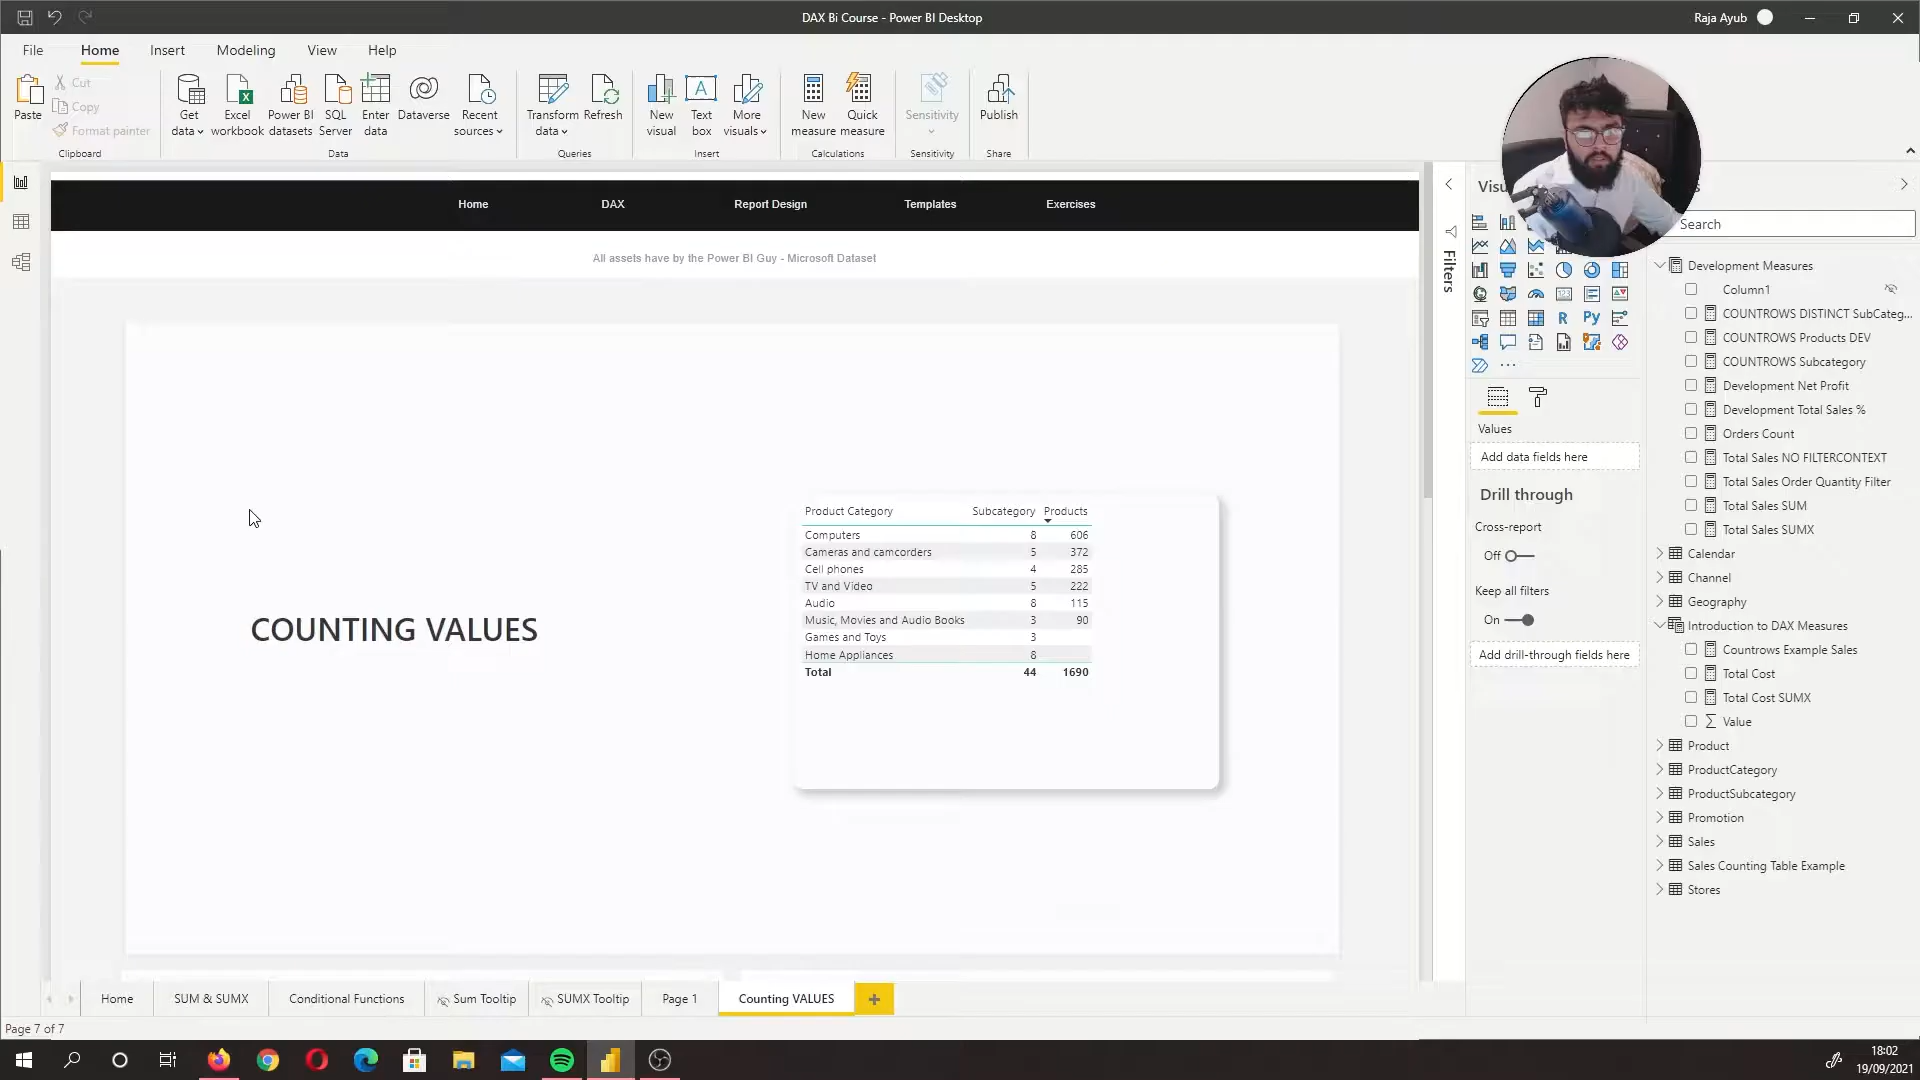 DAX Bi Course - Power BI Desktop
Raja Ayub
File Home Insert Modeling View Help
Paste
Cut
Copy
Format painter
Clipboard
Get data
Excel workbook
Power BI datasets
SQL Server
Enter data
Dataverse
Recent sources
Data
Transform data
Refresh
Queries
New visual
Text box
More visuals
Insert
New measure
Quick measure
Calculations
Sensitivity
Sensitivity
Publish
Share
Home DAX Report Design Templates Exercises
All assets have by the Power BI Guy - Microsoft Dataset
COUNTING VALUES
Product Category Subcategory Products
Computers 8 606
Cameras and camcorders 5 372
Cell phones 4 285
TV and Video 5 222
Audio 8 115
Music, Movies and Audio Books 3 90
Games and Toys 3
Home Appliances 8
Total 44 1690
Filters
Values
Add data fields here
Drill through
Cross-report
Off
Keep all filters
On
Add drill-through fields here
Search
Development Measures
Column1
COUNTROWS DISTINCT SubCateg...
COUNTROWS Products DEV
COUNTROWS Subcategory
Development Net Profit
Development Total Sales %
Orders Count
Total Sales NO FILTERCONTEXT
Total Sales Order Quantity Filter
Total Sales SUM
Total Sales SUMX
Calendar
Channel
Geography
Introduction to DAX Measures
Countrows Example Sales
Total Cost
Total Cost SUMX
Value
Product
ProductCategory
ProductSubcategory
Promotion
Sales
Sales Counting Table Example
Stores
Home SUM & SUMX Conditional Functions Sum Tooltip SUMX Tooltip Page 1 Counting VALUES
Page 7 of 7
18:02
19/09/2021